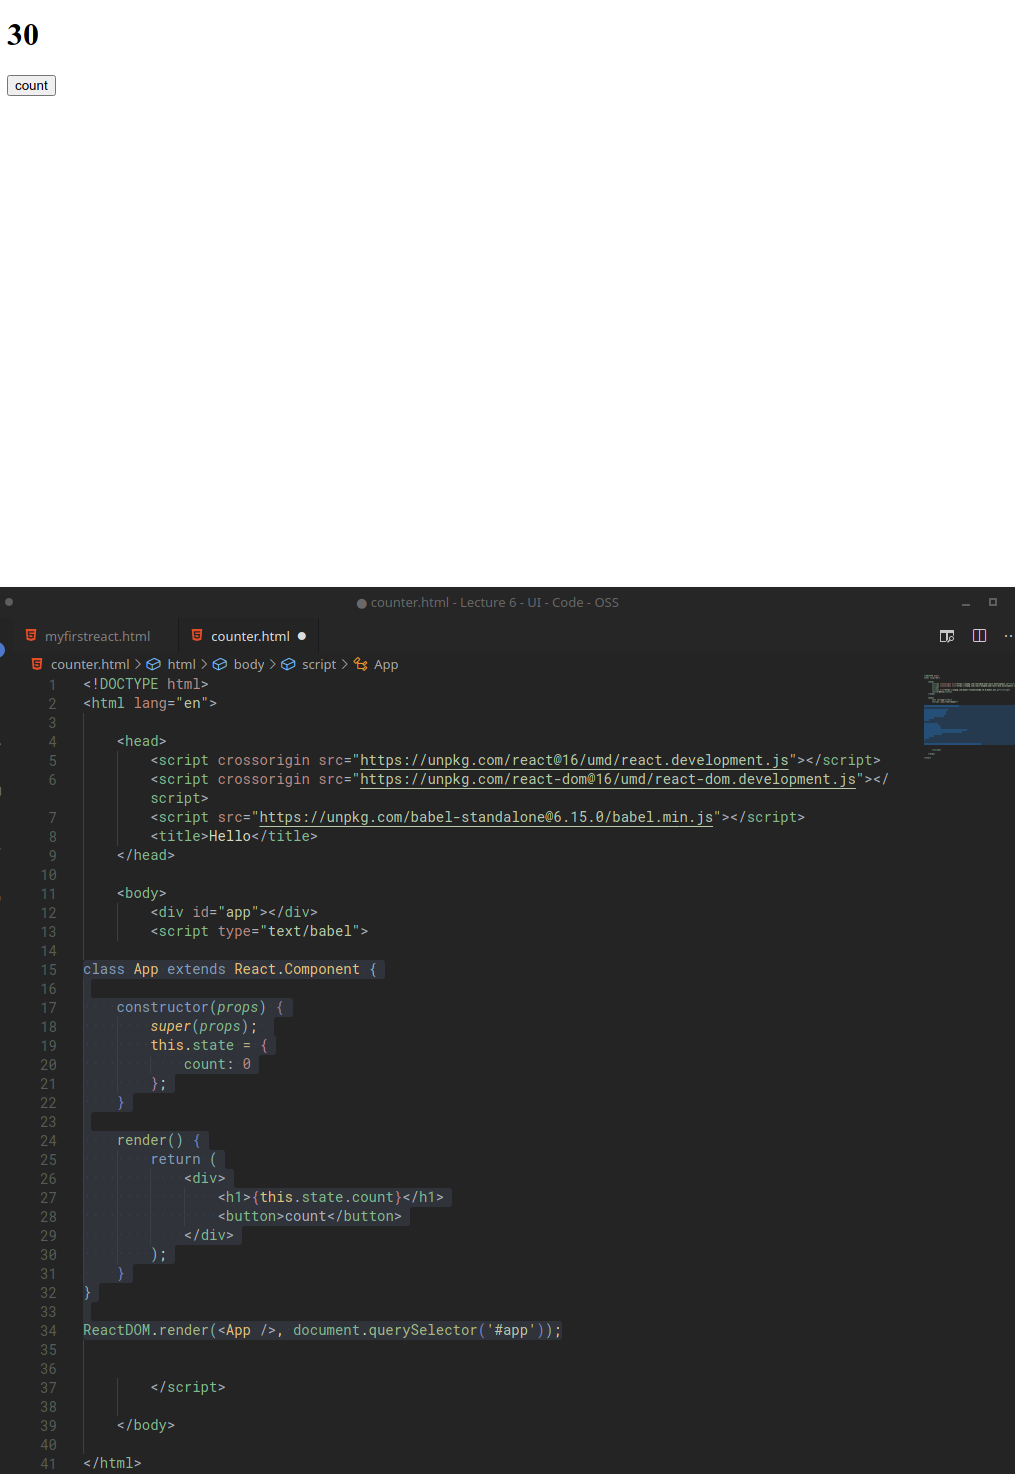 30
count
counter.html - Lecture 6 - UI - Code - OSS
myfirstreact.html counter.html
counter.html > html > body > script > App
1 <!DOCTYPE html>
2 <html lang="en">
3
4 <head>
5 <script crossorigin src="https://unpkg.com/react@16/umd/react.development.js"></script>
6 <script crossorigin src="https://unpkg.com/react-dom@16/umd/react-dom.development.js"></
script>
7 <script src="https://unpkg.com/babel-standalone@6.15.0/babel.min.js"></script>
8 <title>Hello</title>
9 </head>
10
11 <body>
12 <div id="app"></div>
13 <script type="text/babel">
14
15 class App extends React.Component {
16
17 constructor(props) {
18 super(props);
19 this.state = {
20 count: 0
21 };
22 }
23
24 render() {
25 return (
26 <div>
27 <h1>{this.state.count}</h1>
28 <button>count</button>
29 </div>
30 );
31 }
32 }
33
34 ReactDOM.render(<App />, document.querySelector('#app'));
35
36
37 </script>
38
39 </body>
40
41 </html>